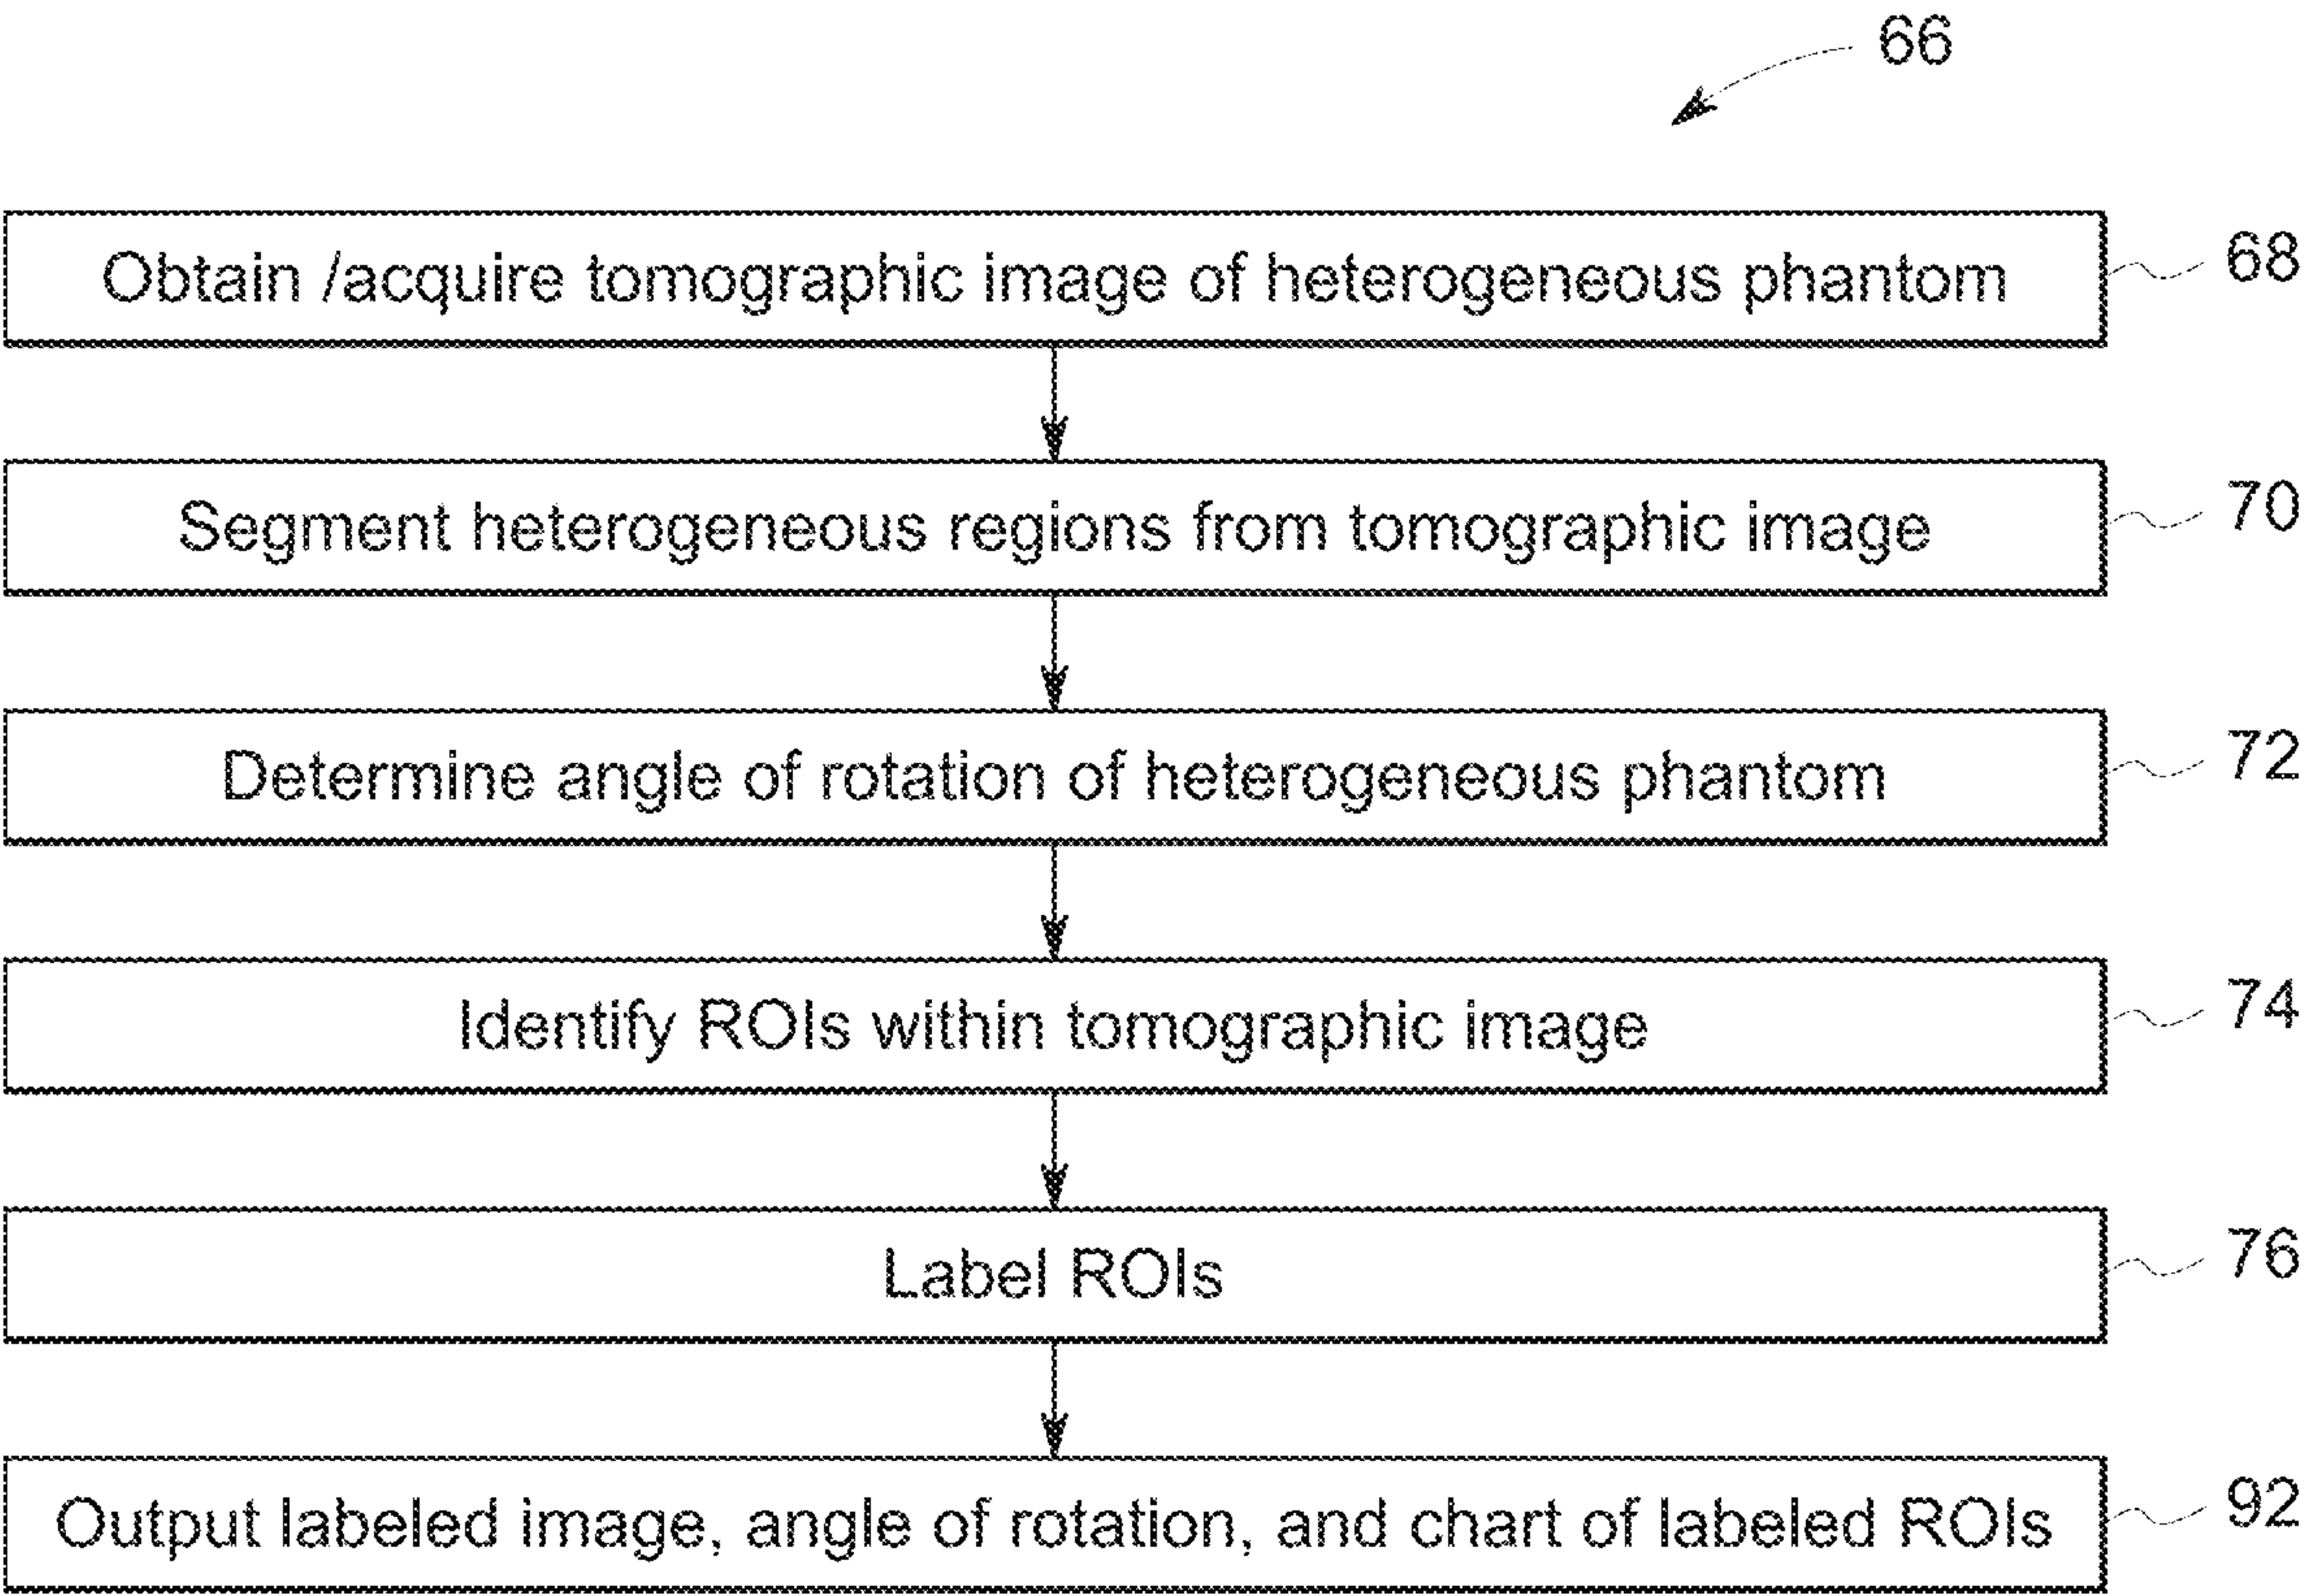 66
Obtain /acquire tomographic image of heterogeneous phantom
68
Segment heterogeneous regions from tomographic image
70
Determine angle of rotation of heterogeneous phantom
72
Identify ROIs within tomographic image
74
Label ROIs
76
Output labeled image, angle of rotation, and chart of labeled ROIs
92